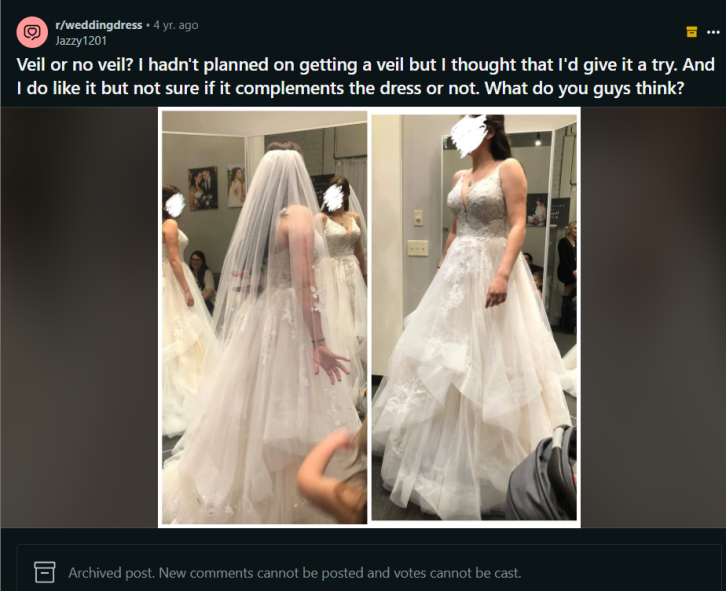 r/weddingdress • 4 yr. ago
Jazzy1201
Veil or no veil? I hadn't planned on getting a veil but I thought that I'd give it a try. And
I do like it but not sure if it complements the dress or not. What do you guys think?
Archived post. New comments cannot be posted and votes cannot be cast.